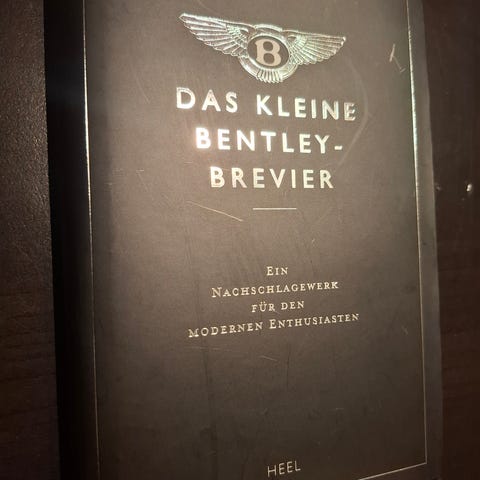 B
DAS KLEINE
BENTLEY-
BREVIER
EIN
NACHSCHLAGEWERK
FÜR DEN
MODERNEN ENTHUSIASTEN
HEEL